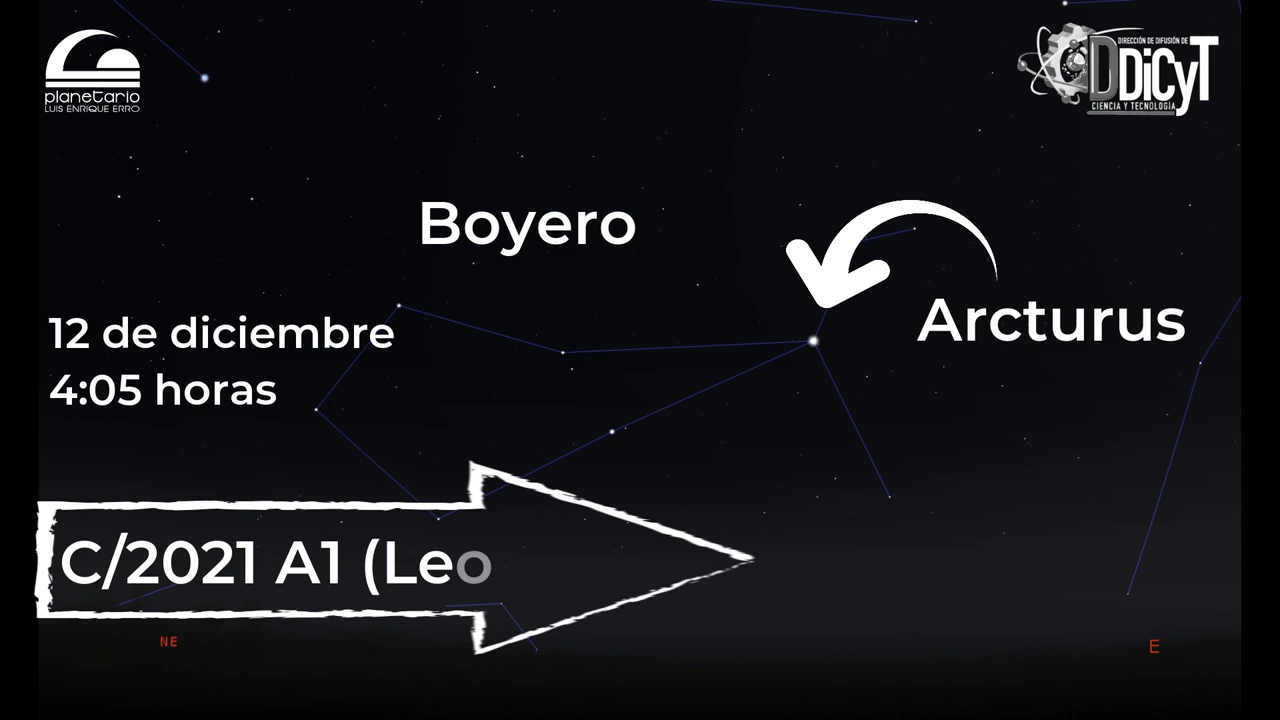 planetario
LUIS ENRIQUE ERRO
DIRECCIÓN DE DIFUSIÓN DE
DDiCyT
CIENCIA Y TECNOLOGÍA
Boyero
Arcturus
12 de diciembre
4:05 horas
C/2021 A1 (Leo
NE
E